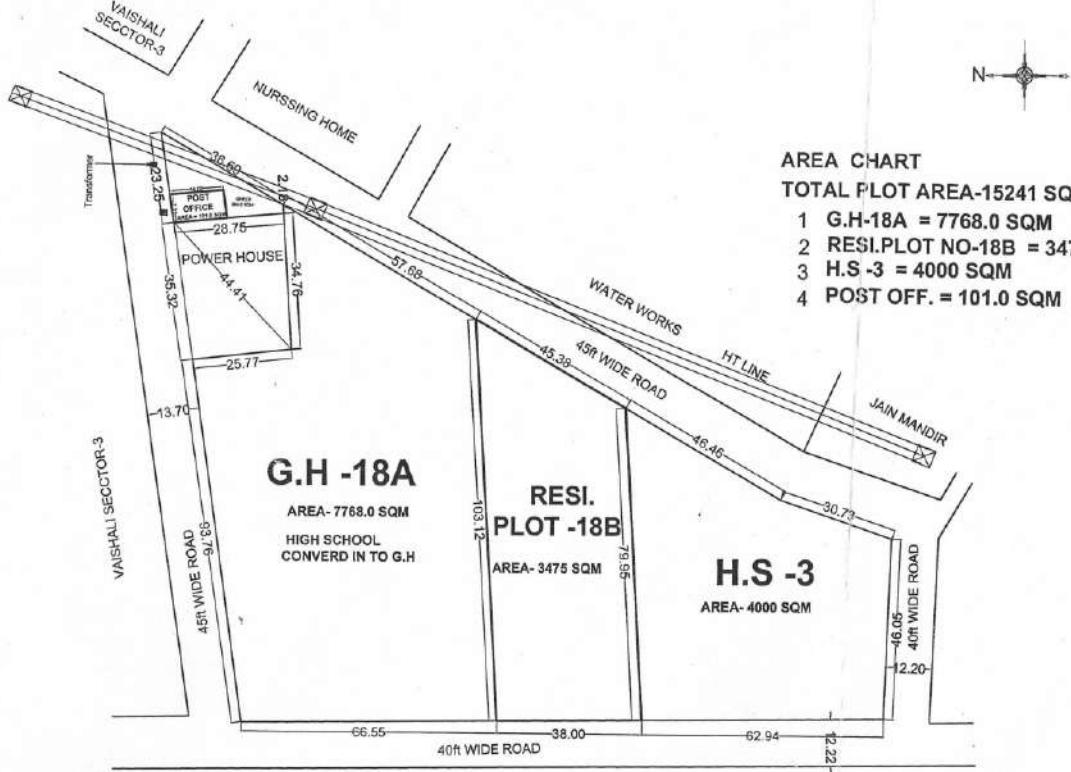 VAISHALI
SECCTOR-3
NURSSING HOME
N
AREA CHART
TOTAL PLOT AREA-15241 SQ
1 G.H-18A = 7768.0 SQM
2 RESI.PLOT NO-18B = 347
3 H.S -3 = 4000 SQM
4 POST OFF. = 101.0 SQM
Transformer
23.25
36.60
2.18
POST
OFFICE
AREA = 101.0 SQM
28.75
POWER HOUSE
44.41
34.76
35.32
25.77
57.68
WATER WORKS
HT LINE
45ft WIDE ROAD
45.38
JAIN MANDIR
46.46
30.73
13.70
VAISHALI SECCTOR-3
G.H -18A
AREA- 7768.0 SQM
HIGH SCHOOL
CONVERD IN TO G.H
103.12
RESI.
PLOT -18B
AREA- 3475 SQM
79.95
H.S -3
AREA- 4000 SQM
93.76
45ft WIDE ROAD
46.05
40ft WIDE ROAD
12.20
66.55
38.00
62.94
12.22
40ft WIDE ROAD